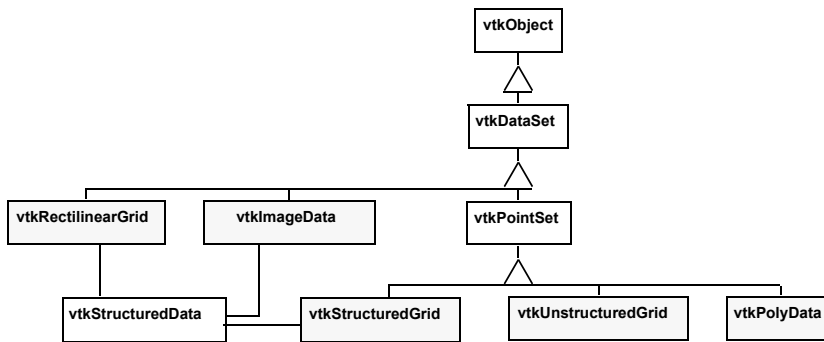 vtkObject
vtkDataSet
vtkRectilinearGrid
vtkImageData
vtkPointSet
vtkStructuredData
vtkStructuredGrid
vtkUnstructuredGrid
vtkPolyData